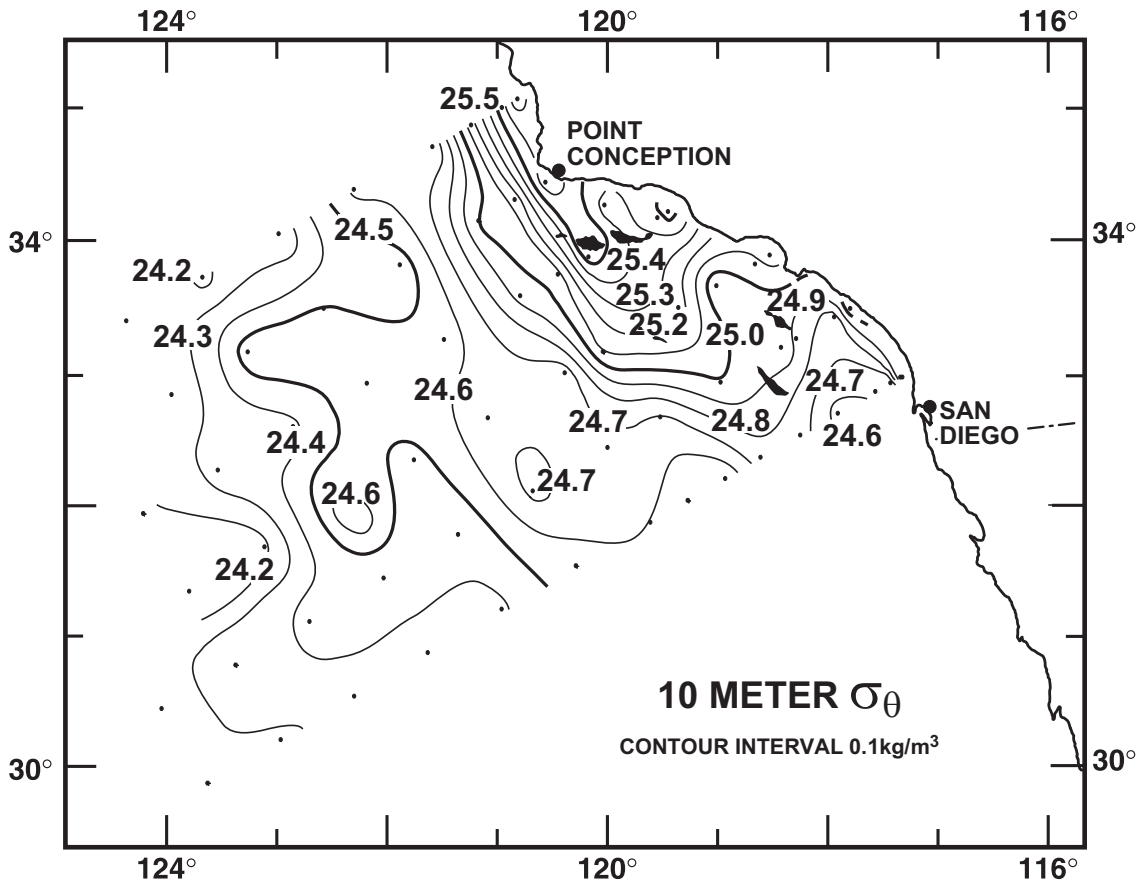 124° 120° 116°
25.5
POINT
CONCEPTION
24.5
34° 34°
25.4
24.2
25.3
24.9
25.2
24.3
25.0
24.7
24.6
24.7
24.8
SAN
DIEGO
24.6
24.4
24.7
24.6
24.2
10 METER σθ
CONTOUR INTERVAL 0.1kg/m³
30° 30°
124° 120° 116°